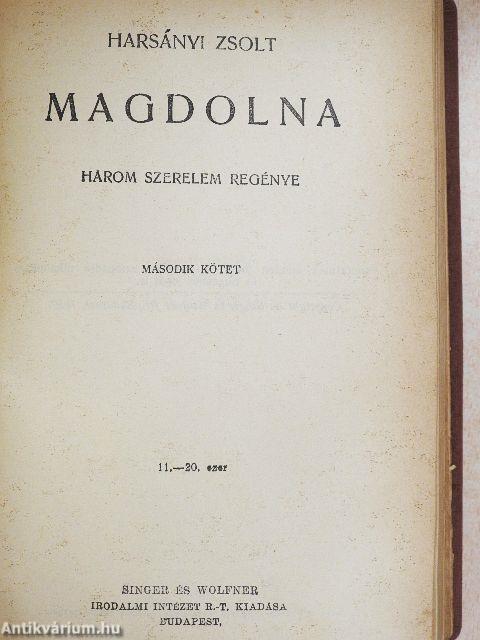 HARSÁNYI ZSOLT
MAGDOLNA
HÁROM SZERELEM REGÉNYE
MÁSODIK KÖTET
11.—20. ezer
SINGER ÉS WOLFNER
IRODALMI INTÉZET R.-T. KIADÁSA
BUDAPEST,
Antikvárium.hu